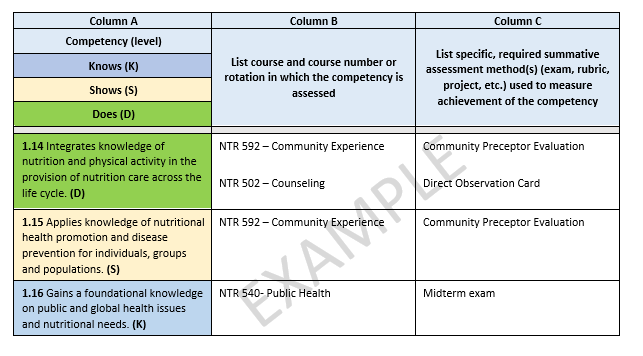 Column A
Column B
Column C
Competency (level)
Knows (K)
Shows (S)
Does (D)
List course and course number or
rotation in which the competency is
assessed
List specific, required summative
assessment method(s) (exam, rubric,
project, etc.) used to measure
achievement of the competency
1.14 Integrates knowledge of
nutrition and physical activity in the
provision of nutrition care across the
life cycle. (D)
NTR 592 – Community Experience
NTR 502 – Counseling
Community Preceptor Evaluation
Direct Observation Card
1.15 Applies knowledge of nutritional
health promotion and disease
prevention for individuals, groups
and populations. (S)
NTR 592 – Community Experience
Community Preceptor Evaluation
1.16 Gains a foundational knowledge
on public and global health issues
and nutritional needs. (K)
NTR 540- Public Health
Midterm exam
EXAMPLE